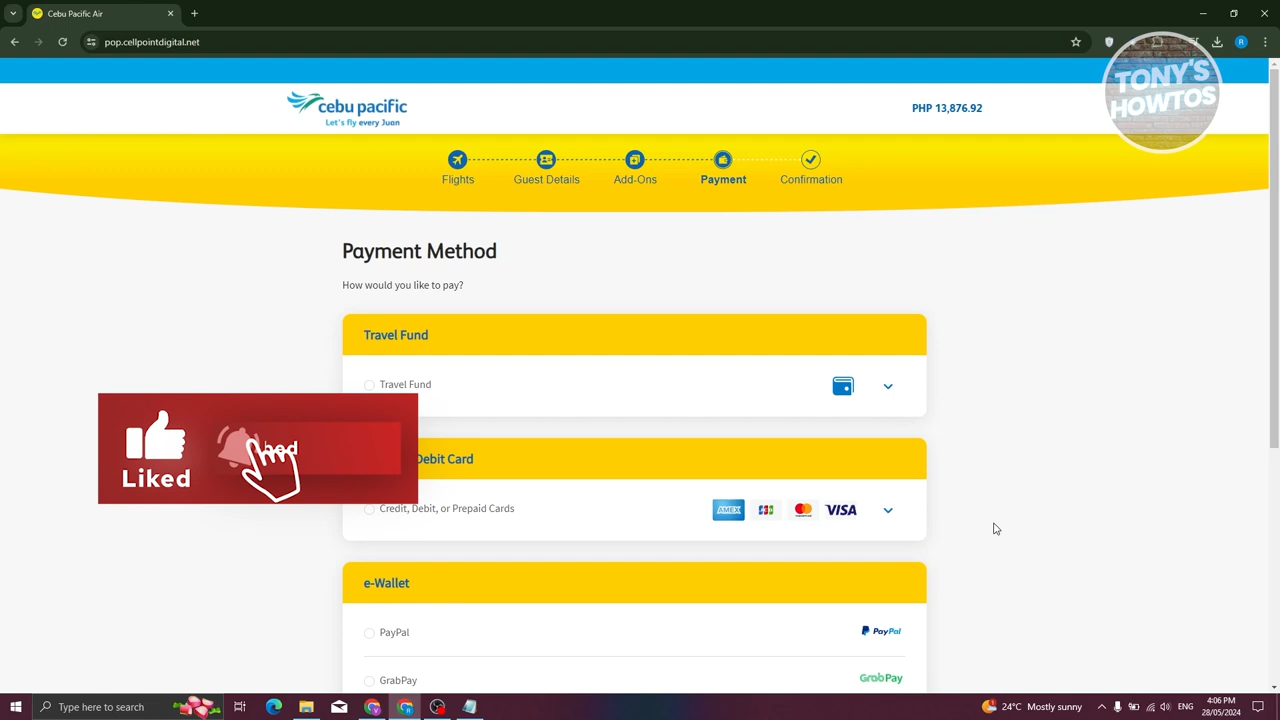 Cebu Pacific Air
pop.cellpointdigital.net
TONY'S
HOWTOS
cebu pacific
Let's fly every Juan
PHP 13,876.92
Flights
Guest Details
Add-Ons
Payment
Confirmation
Payment Method
How would you like to pay?
Travel Fund
Travel Fund
Liked
Debit Card
Credit, Debit, or Prepaid Cards
AMEX
JCB
VISA
e-Wallet
PayPal
PayPal
GrabPay
GrabPay
Type here to search
24°C Mostly sunny
4:06 PM
28/05/2024